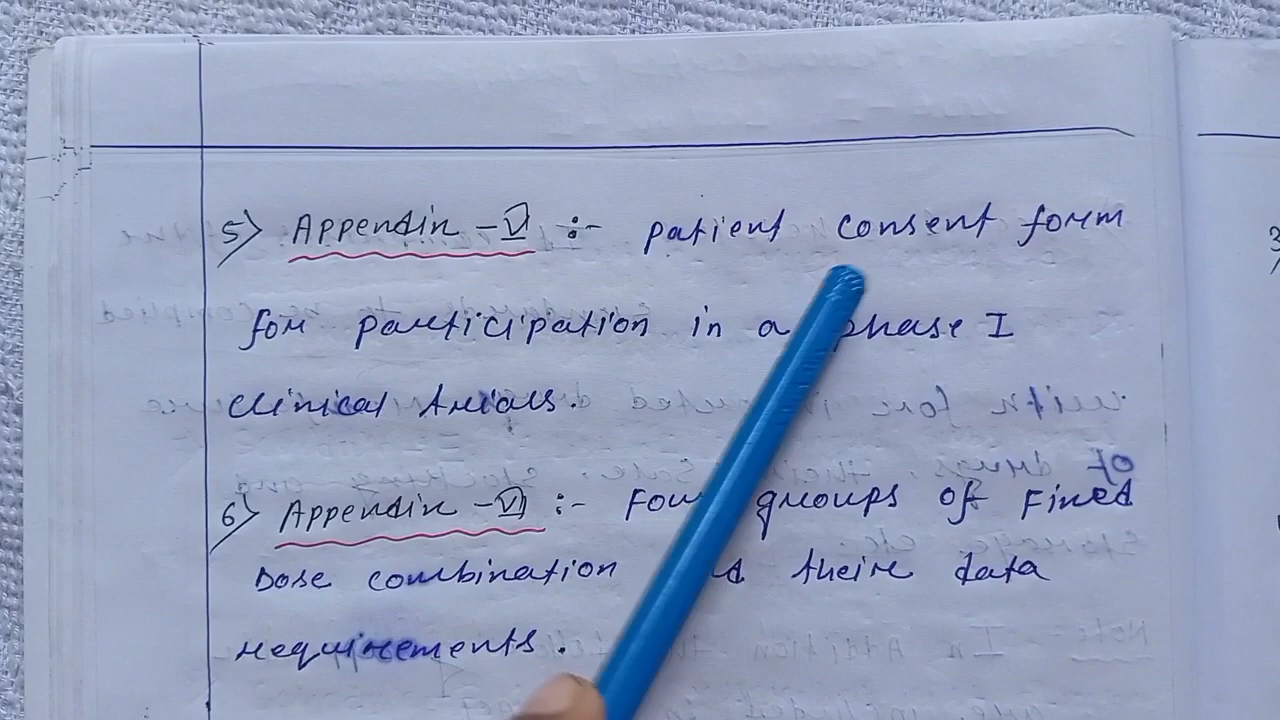 5) Appendix - V :- patient consent form
for participation in a phase I
clinical trials.
6) Appendix - VI :- Four groups of Fixed
Dose combination their data
requirements.
3)